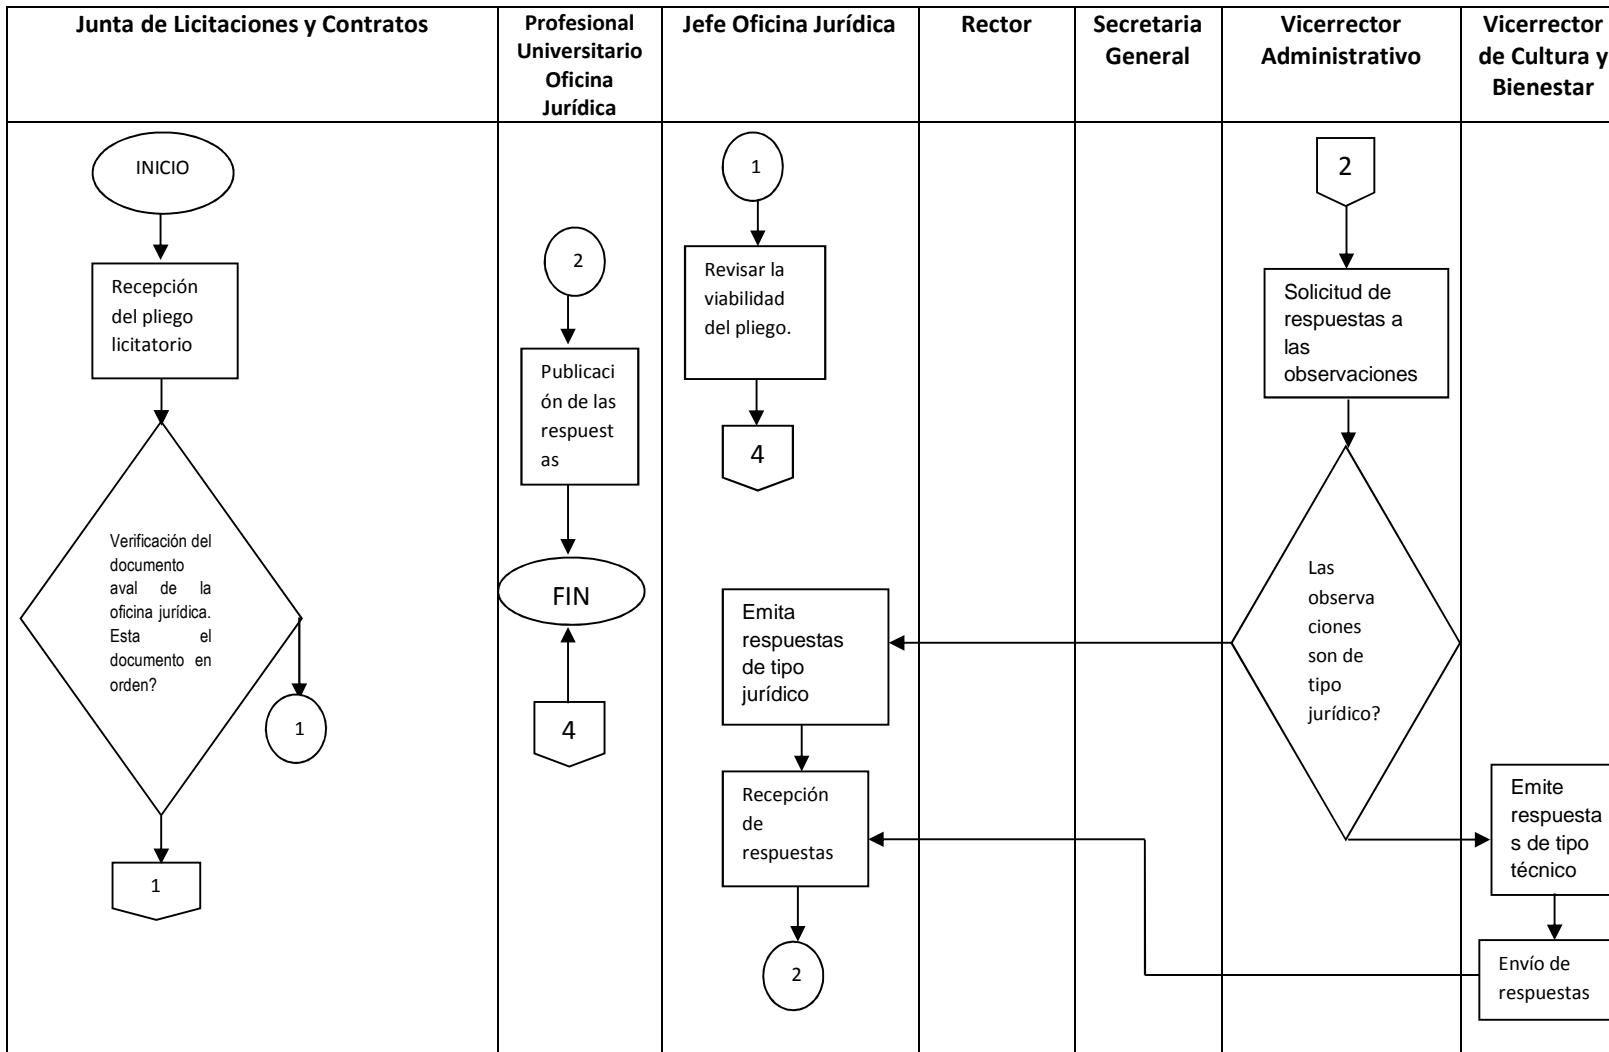 Junta de Licitaciones y Contratos
Profesional
Universitario
Oficina
Jurídica
Jefe Oficina Jurídica
Rector
Secretaria
General
Vicerrector
Administrativo
Vicerrector
de Cultura y
Bienestar
INICIO
Recepción
del pliego
licitatorio
Verificación del
documento
aval de la
oficina jurídica.
Esta el
documento en
orden?
1
1
2
Publicaci
ón de las
respuest
as
FIN
4
1
Revisar la
viabilidad
del pliego.
4
Emita
respuestas
de tipo
jurídico
Recepción
de
respuestas
2
2
Solicitud de
respuestas a
las
observaciones
Las
observa
ciones
son de
tipo
jurídico?
Emite
respuesta
s de tipo
técnico
Envío de
respuestas